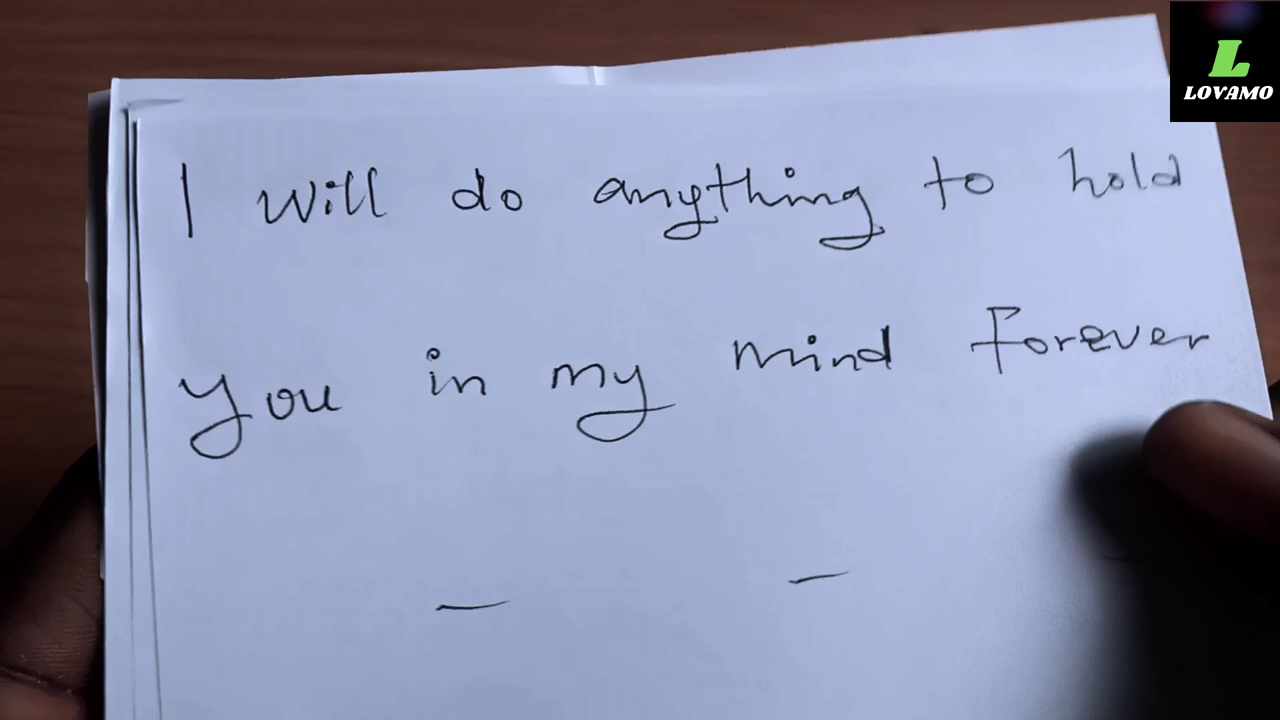 L
LOVAMO
I will do anything to hold
you in my mind Forever
— —